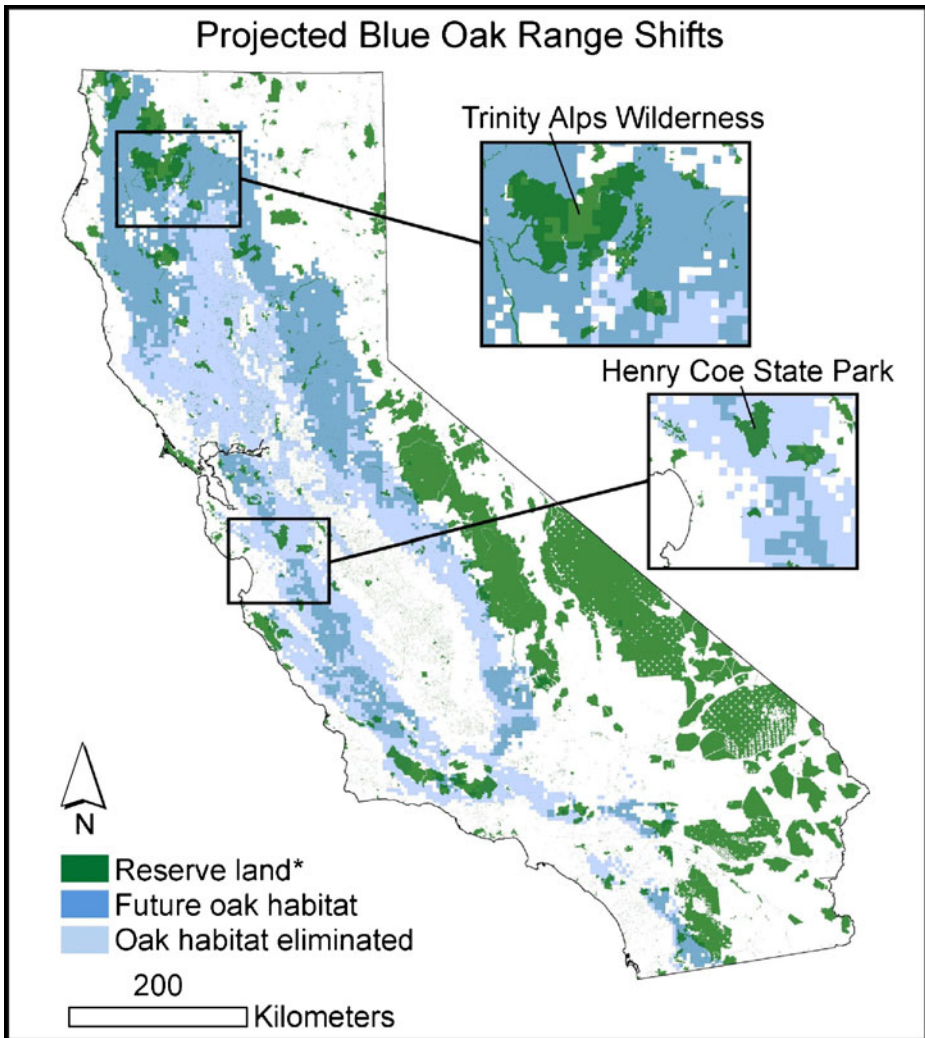 Projected Blue Oak Range Shifts
Trinity Alps Wilderness
Henry Coe State Park
N
Reserve land*
Future oak habitat
Oak habitat eliminated
200
Kilometers